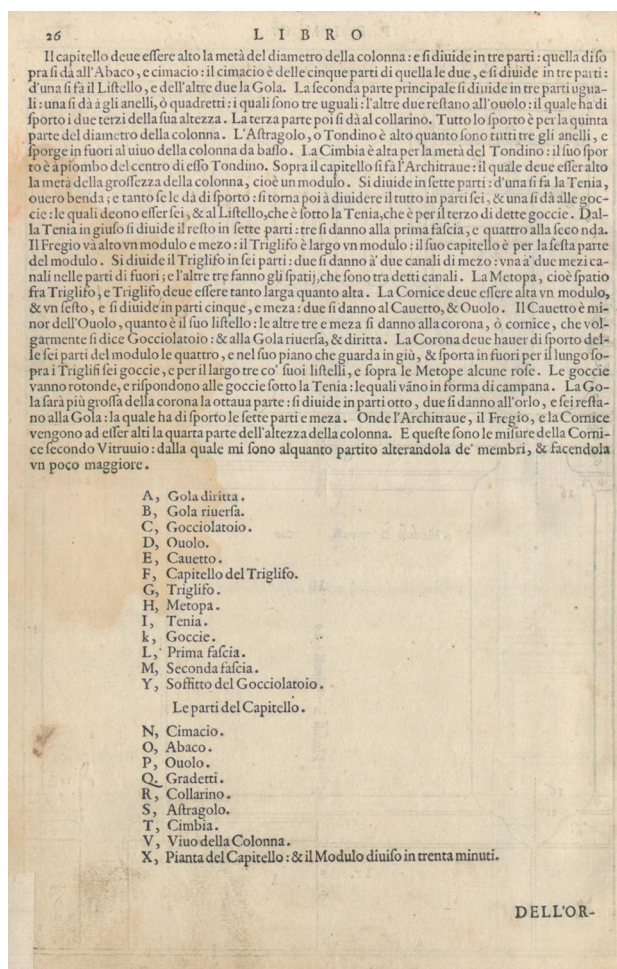 26 LIBRO
Il capitello deue eſſere alto la metà del diametro della colonna: e ſi diuide in tre parti: quella di ſo
pra ſi dà all'Abaco, e cimacio: il cimacio è delle cinque parti di quella le due, e ſi diuide in tre parti:
d'una ſi fà il Liſtello, e dell'altre due la Gola. La ſeconda parte principale ſi diuide in tre parti ugua-
li: una ſi dà à gli anelli, ò quadretti: i quali ſono tre uguali: l'altre due reſtano all'ouolo: il quale ha di
ſporto i due terzi della ſua altezza. La terza parte poi ſi dà al collarino. Tutto lo ſporto è per la quinta
parte del diametro della colonna. L'Aſtragolo, o Tondino è alto quanto ſono tutti tre gli anelli, e
ſporge in fuori al uiuo della colonna da baſſo. La Cimbia è alta per la metà del Tondino: il ſuo ſpor
to è à piombo del centro di eſſo Tondino. Sopra il capitello ſi fà l'Architraue: il quale deue eſſer alto
la metà della groſſezza della colonna, cioè un modulo. Si diuide in ſette parti: d'una ſi fà la Tenia,
ouero benda; e tanto ſe le dà di ſporto: ſi torna poi à diuidere il tutto in parti ſei, & una ſi dà alle goc-
cie: le quali deono eſſer ſei, & al Liſtello, che è ſotto la Tenia, che è per il terzo di dette goccie. Dal-
la Tenia in giuſo ſi diuide il reſto in ſette parti: tre ſi danno alla prima faſcia, e quattro alla ſeconda.
Il Fregio và alto vn modulo e mezo: il Triglifo è largo vn modulo: il ſuo capitello è per la ſeſta parte
del modulo. Si diuide il Triglifo in ſei parti: due ſi danno à' due canali di mezo: vna à' due mezi ca-
nali nelle parti di fuori; e l'altre tre fanno gli ſpatij, che ſono tra detti canali. La Metopa, cioè ſpatio
fra Triglifo, e Triglifo deue eſſere tanto larga quanto alta. La Cornice deue eſſere alta vn modulo,
& vn ſeſto, e ſi diuide in parti cinque, e meza: due ſi danno al Cauetto, & Ouolo. Il Cauetto è mi-
nor dell'Ouolo, quanto è il ſuo liſtello: le altre tre e meza ſi danno alla corona, ò cornice, che vol-
garmente ſi dice Gocciolatoio: & alla Gola riuerſa, & diritta. La Corona deue hauer di ſporto del-
le ſei parti del modulo le quattro, e nel ſuo piano che guarda in giù, & ſporta in fuori per il lungo ſo-
pra i Triglifi ſei goccie, e per il largo tre co' ſuoi liſtelli, e ſopra le Metope alcune roſe. Le goccie
vanno rotonde, e riſpondono alle goccie ſotto la Tenia: lequali vãno in forma di campana. La Go-
la ſarà più groſſa della corona la ottaua parte: ſi diuide in parti otto, due ſi danno all'orlo, e ſei reſta-
no alla Gola: la quale ha di ſporto le ſette parti e meza. Onde l'Architraue, il Fregio, e la Cornice
vengono ad eſſer alti la quarta parte dell'altezza della colonna. E queſte ſono le miſure della Corni-
ce ſecondo Vitruuio: dalla quale mi ſono alquanto partito alterandola de' membri, & facendola
vn poco maggiore.
A, Gola diritta.
B, Gola riuerſa.
C, Gocciolatoio.
D, Ouolo.
E, Cauetto.
F, Capitello del Triglifo.
G, Triglifo.
H, Metopa.
I, Tenia.
k, Goccie.
L, Prima faſcia.
M, Seconda faſcia.
Y, Soffitto del Gocciolatoio.
Le parti del Capitello.
N, Cimacio.
O, Abaco.
P, Ouolo.
Q. Gradetti.
R, Collarino.
S, Aſtragolo.
T, Cimbia.
V, Viuo della Colonna.
X, Pianta del Capitello: & il Modulo diuiſo in trenta minuti.
DELL'OR-